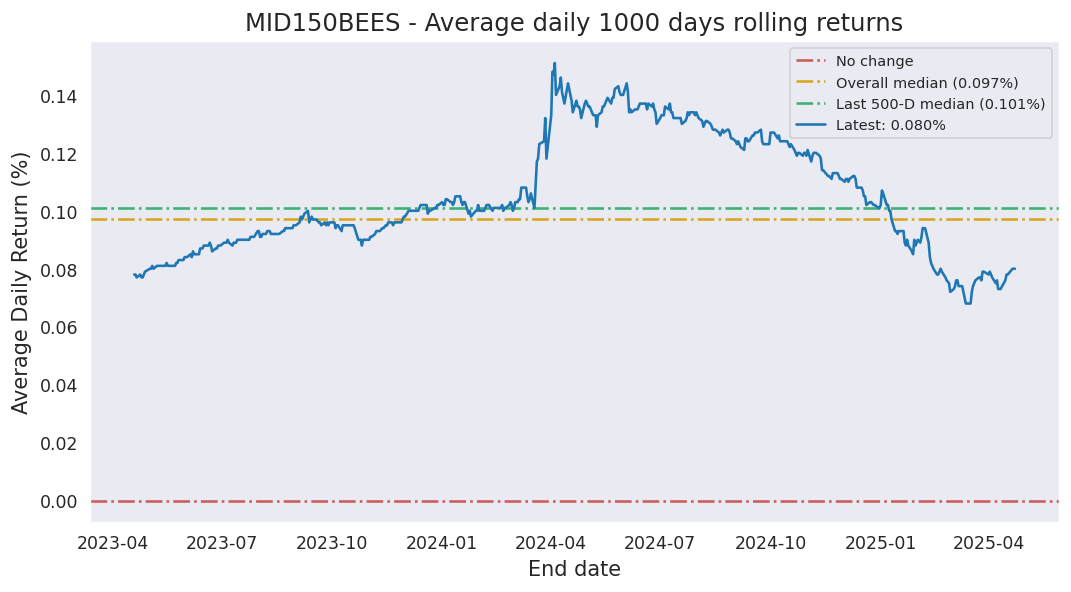 MID150BEES - Average daily 1000 days rolling returns
No change
Overall median (0.097%)
Last 500-D median (0.101%)
Latest: 0.080%
Average Daily Return (%)
0.14
0.12
0.10
0.08
0.06
0.04
0.02
0.00
2023-04 2023-07 2023-10 2024-01 2024-04 2024-07 2024-10 2025-01 2025-04
End date